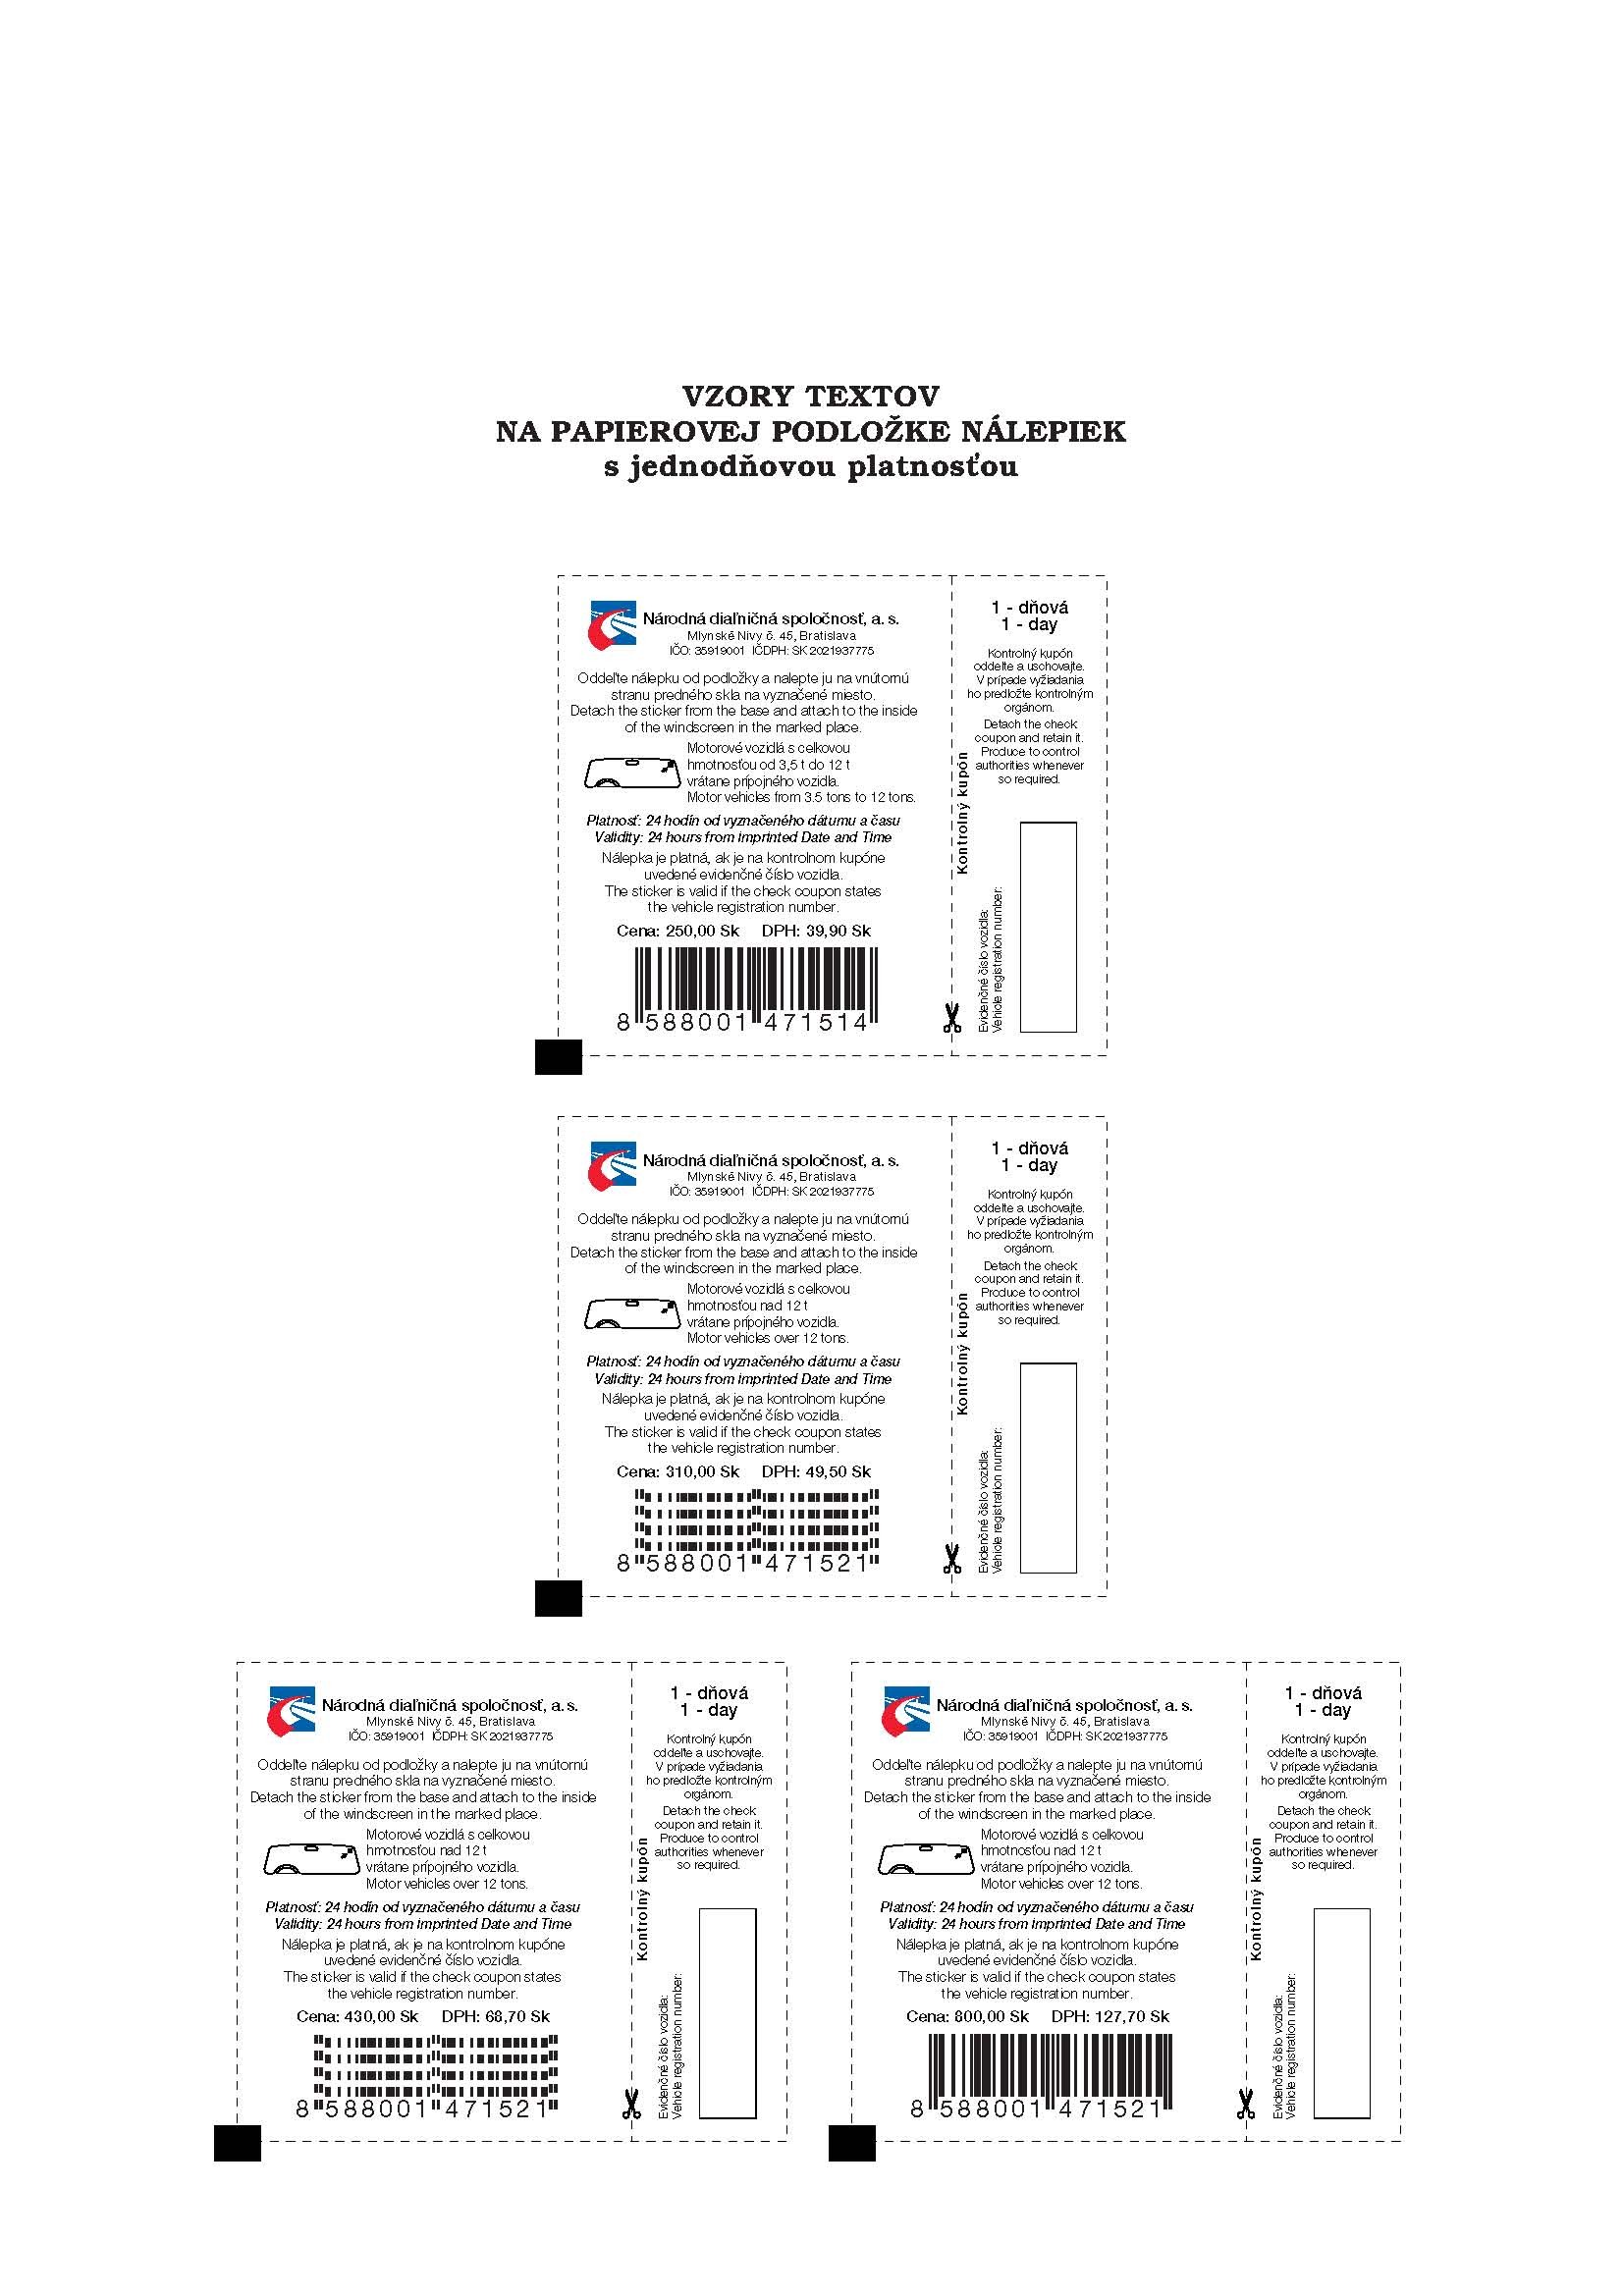 VZORY TEXTOV
NA PAPIEROVEJ PODLOŽKE NÁLEPIEK
s jednodňovou platnosťou
Národná diaľničná spoločnosť, a. s.
Mlynské Nivy č. 45, Bratislava
IČO: 35919001 IČDPH: SK 2021937775
Oddeľte nálepku od podložky a nalepte ju na vnútornú
stranu predného skla na vyznačené miesto.
Detach the sticker from the base and attach to the inside
of the windscreen in the marked place.
Motorové vozidlá s celkovou
hmotnosťou od 3,5 t do 12 t
vrátane prípojného vozidla.
Motor vehicles from 3.5 tons to 12 tons.
Platnosť: 24 hodín od vyznačeného dátumu a času
Validity: 24 hours from imprinted Date and Time
Nálepka je platná, ak je na kontrolnom kupóne
uvedené evidenčné číslo vozidla.
The sticker is valid if the check coupon states
the vehicle registration number.
Cena: 250,00 Sk DPH: 39,90 Sk
8 588001 471514
Kontrolný kupón
1 - dňová
1 - day
Kontrolný kupón
oddeľte a uschovajte.
V prípade vyžiadania
ho predložte kontrolným
orgánom.
Detach the check
coupon and retain it.
Produce to control
authorities whenever
so required.
Evidenčné číslo vozidla:
Vehicle registration number:
Národná diaľničná spoločnosť, a. s.
Mlynské Nivy č. 45, Bratislava
IČO: 35919001 IČDPH: SK 2021937775
Oddeľte nálepku od podložky a nalepte ju na vnútornú
stranu predného skla na vyznačené miesto.
Detach the sticker from the base and attach to the inside
of the windscreen in the marked place.
Motorové vozidlá s celkovou
hmotnosťou nad 12 t
vrátane prípojného vozidla.
Motor vehicles over 12 tons.
Platnosť: 24 hodín od vyznačeného dátumu a času
Validity: 24 hours from imprinted Date and Time
Nálepka je platná, ak je na kontrolnom kupóne
uvedené evidenčné číslo vozidla.
The sticker is valid if the check coupon states
the vehicle registration number.
Cena: 310,00 Sk DPH: 49,50 Sk
8 588001 471521
Kontrolný kupón
1 - dňová
1 - day
Kontrolný kupón
oddeľte a uschovajte.
V prípade vyžiadania
ho predložte kontrolným
orgánom.
Detach the check
coupon and retain it.
Produce to control
authorities whenever
so required.
Evidenčné číslo vozidla:
Vehicle registration number:
Národná diaľničná spoločnosť, a. s.
Mlynské Nivy č. 45, Bratislava
IČO: 35919001 IČDPH: SK 2021937775
Oddeľte nálepku od podložky a nalepte ju na vnútornú
stranu predného skla na vyznačené miesto.
Detach the sticker from the base and attach to the inside
of the windscreen in the marked place.
Motorové vozidlá s celkovou
hmotnosťou nad 12 t
vrátane prípojného vozidla.
Motor vehicles over 12 tons.
Platnosť: 24 hodín od vyznačeného dátumu a času
Validity: 24 hours from imprinted Date and Time
Nálepka je platná, ak je na kontrolnom kupóne
uvedené evidenčné číslo vozidla.
The sticker is valid if the check coupon states
the vehicle registration number.
Cena: 430,00 Sk DPH: 68,70 Sk
8 588001 471521
Kontrolný kupón
1 - dňová
1 - day
Kontrolný kupón
oddeľte a uschovajte.
V prípade vyžiadania
ho predložte kontrolným
orgánom.
Detach the check
coupon and retain it.
Produce to control
authorities whenever
so required.
Evidenčné číslo vozidla:
Vehicle registration number:
Národná diaľničná spoločnosť, a. s.
Mlynské Nivy č. 45, Bratislava
IČO: 35919001 IČDPH: SK 2021937775
Oddeľte nálepku od podložky a nalepte ju na vnútornú
stranu predného skla na vyznačené miesto.
Detach the sticker from the base and attach to the inside
of the windscreen in the marked place.
Motorové vozidlá s celkovou
hmotnosťou nad 12 t
vrátane prípojného vozidla.
Motor vehicles over 12 tons.
Platnosť: 24 hodín od vyznačeného dátumu a času
Validity: 24 hours from imprinted Date and Time
Nálepka je platná, ak je na kontrolnom kupóne
uvedené evidenčné číslo vozidla.
The sticker is valid if the check coupon states
the vehicle registration number.
Cena: 800,00 Sk DPH: 127,70 Sk
8 588001 471521
Kontrolný kupón
1 - dňová
1 - day
Kontrolný kupón
oddeľte a uschovajte.
V prípade vyžiadania
ho predložte kontrolným
orgánom.
Detach the check
coupon and retain it.
Produce to control
authorities whenever
so required.
Evidenčné číslo vozidla:
Vehicle registration number: